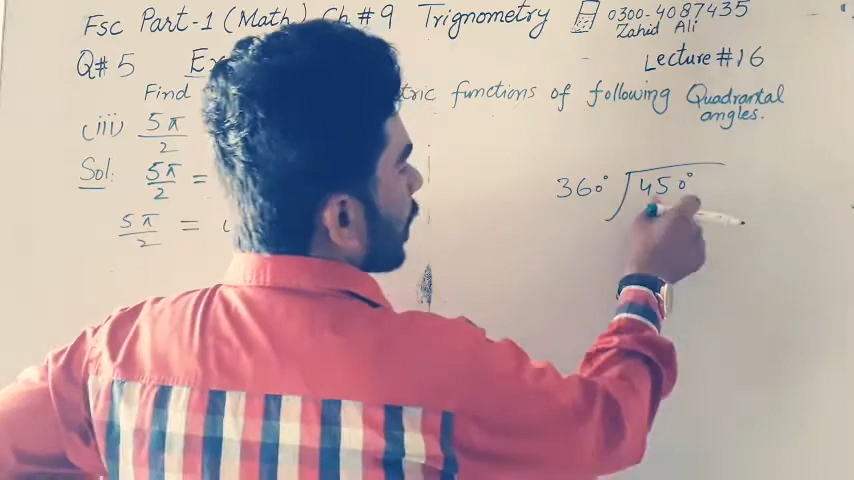 Fsc Part-1 (Math) Ch # 9 Trignometry 0300-4087435
Zahid Ali
Q# 5 Lecture #16
Find tric functions of following Quadrantal
angles.
(iii) 5π/2
Sol: 5π/2 =
5π/2 =
360° 450°